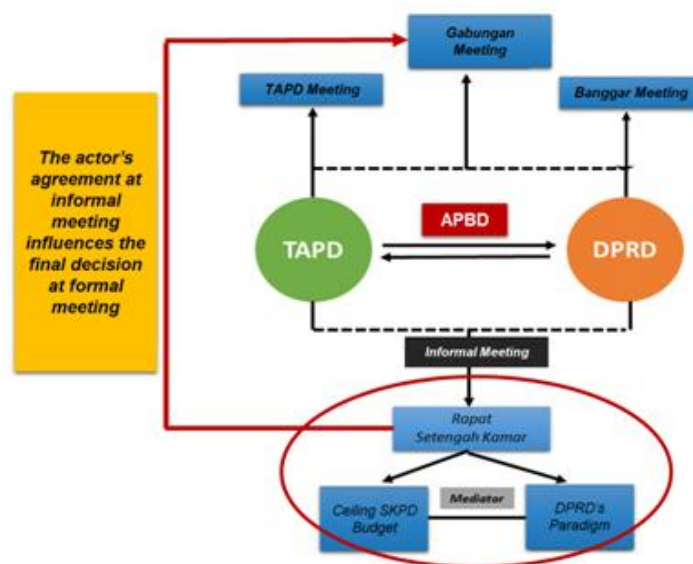 Gabungan
Meeting
TAPD Meeting
Banggar Meeting
The actor's
agreement at
informal
meeting
influences the
final decision
at formal
meeting
APBD
TAPD
DPRD
Informal Meeting
Rapat
Setengah Kamar
Mediator
Ceiling SKPD
Budget
DPRD's
Paradigm